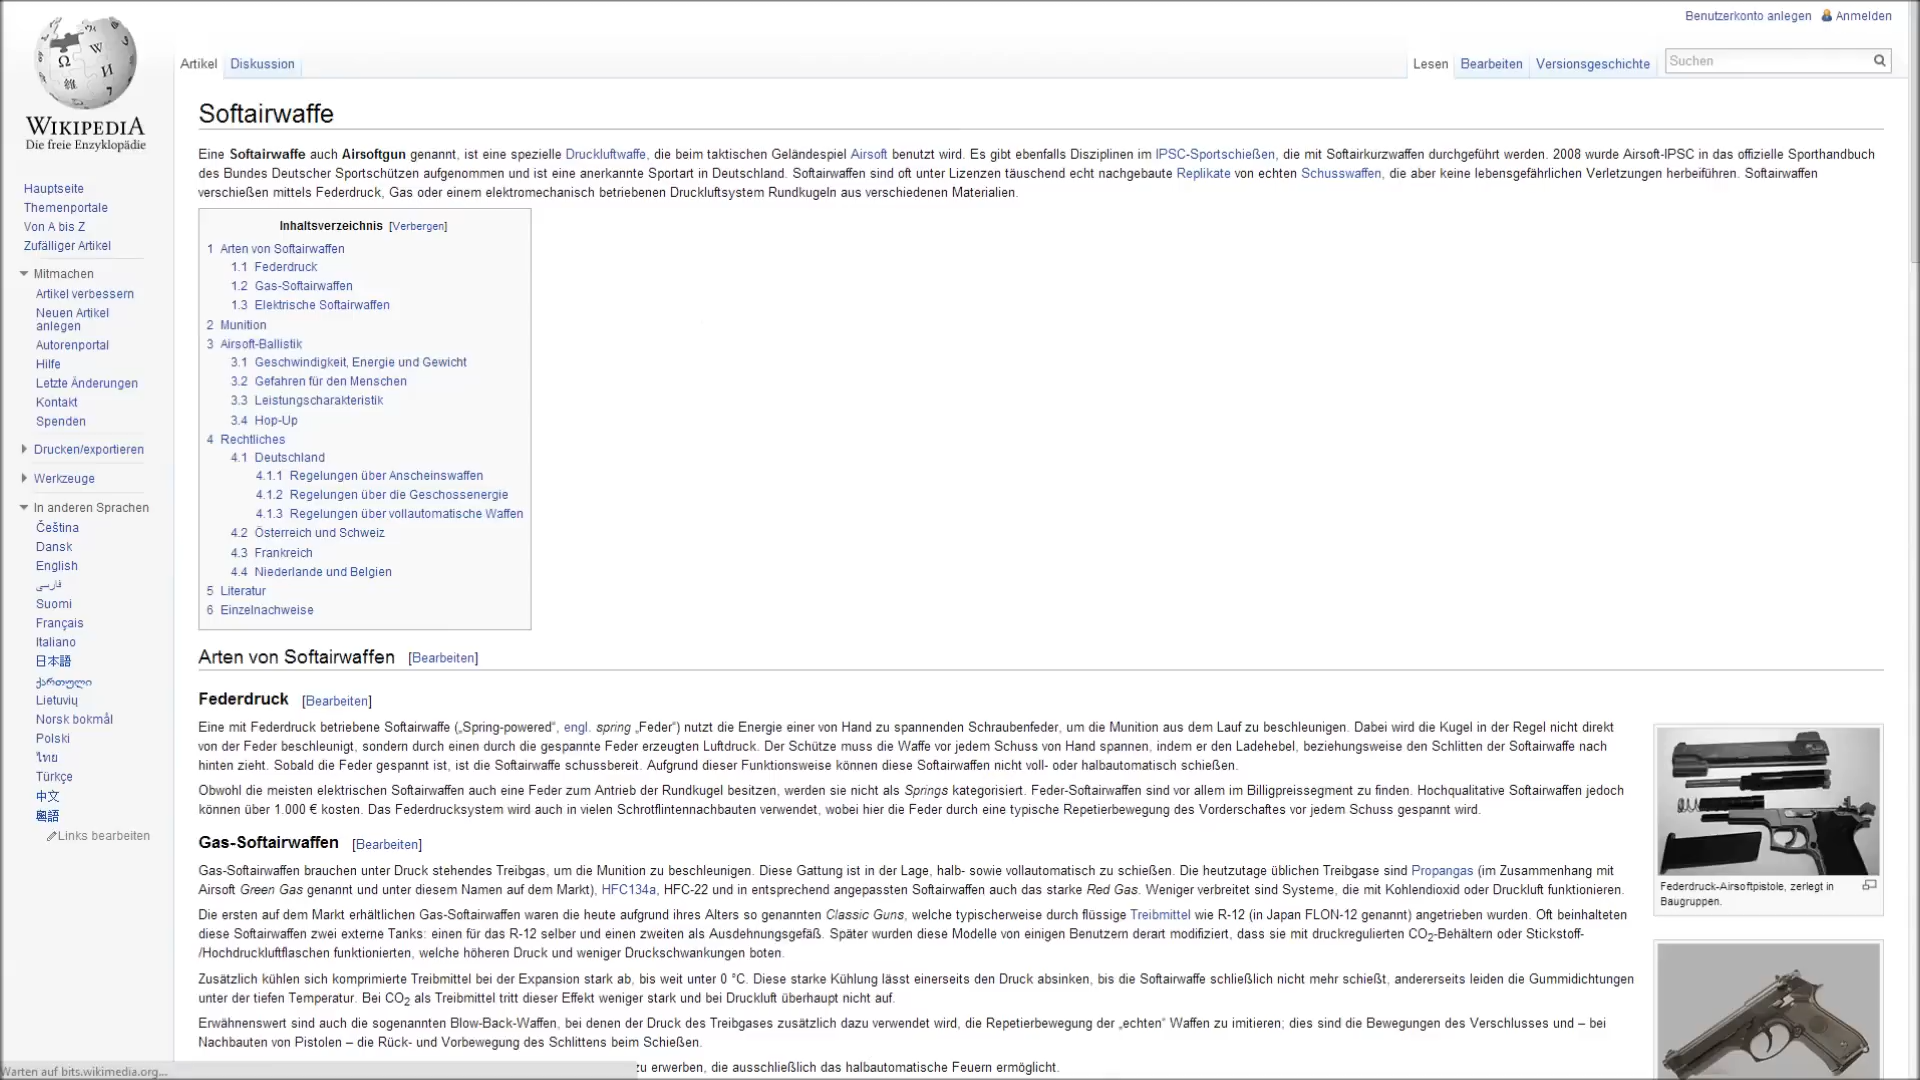 Benutzerkonto anlegen Anmelden
Artikel Diskussion Lesen Bearbeiten Versionsgeschichte Suchen
WIKIPEDIA
Die freie Enzyklopädie
Hauptseite
Themenportale
Von A bis Z
Zufälliger Artikel
Mitmachen
Artikel verbessern
Neuen Artikel
anlegen
Autorenportal
Hilfe
Letzte Änderungen
Kontakt
Spenden
Drucken/exportieren
Werkzeuge
In anderen Sprachen
Čeština
Dansk
English
فارسی
Suomi
Français
Italiano
日本語
ქართული
Lietuvių
Norsk bokmål
Polski
ไทย
Türkçe
中文
粵語
Links bearbeiten
Softairwaffe
Eine Softairwaffe auch Airsoftgun genannt, ist eine spezielle Druckluftwaffe, die beim taktischen Geländespiel Airsoft benutzt wird. Es gibt ebenfalls Disziplinen im IPSC-Sportschießen, die mit Softairkurzwaffen durchgeführt werden. 2008 wurde Airsoft-IPSC in das offizielle Sporthandbuch
des Bundes Deutscher Sportschützen aufgenommen und ist eine anerkannte Sportart in Deutschland. Softairwaffen sind oft unter Lizenzen täuschend echt nachgebaute Replikate von echten Schusswaffen, die aber keine lebensgefährlichen Verletzungen herbeiführen. Softairwaffen
verschießen mittels Federdruck, Gas oder einem elektromechanisch betriebenen Druckluftsystem Rundkugeln aus verschiedenen Materialien.
Inhaltsverzeichnis [Verbergen]
1 Arten von Softairwaffen
1.1 Federdruck
1.2 Gas-Softairwaffen
1.3 Elektrische Softairwaffen
2 Munition
3 Airsoft-Ballistik
3.1 Geschwindigkeit, Energie und Gewicht
3.2 Gefahren für den Menschen
3.3 Leistungscharakteristik
3.4 Hop-Up
4 Rechtliches
4.1 Deutschland
4.1.1 Regelungen über Anscheinswaffen
4.1.2 Regelungen über die Geschossenergie
4.1.3 Regelungen über vollautomatische Waffen
4.2 Österreich und Schweiz
4.3 Frankreich
4.4 Niederlande und Belgien
5 Literatur
6 Einzelnachweise
Arten von Softairwaffen [Bearbeiten]
Federdruck [Bearbeiten]
Eine mit Federdruck betriebene Softairwaffe („Spring-powered“, engl. spring „Feder“) nutzt die Energie einer von Hand zu spannenden Schraubenfeder, um die Munition aus dem Lauf zu beschleunigen. Dabei wird die Kugel in der Regel nicht direkt
von der Feder beschleunigt, sondern durch einen durch die gespannte Feder erzeugten Luftdruck. Der Schütze muss die Waffe vor jedem Schuss von Hand spannen, indem er den Ladehebel, beziehungsweise den Schlitten der Softairwaffe nach
hinten zieht. Sobald die Feder gespannt ist, ist die Softairwaffe schussbereit. Aufgrund dieser Funktionsweise können diese Softairwaffen nicht voll- oder halbautomatisch schießen.
Obwohl die meisten elektrischen Softairwaffen auch eine Feder zum Antrieb der Rundkugel besitzen, werden sie nicht als Springs kategorisiert. Feder-Softairwaffen sind vor allem im Billigpreissegment zu finden. Hochqualitative Softairwaffen jedoch
können über 1.000 € kosten. Das Federdrucksystem wird auch in vielen Schrotflintennachbauten verwendet, wobei hier die Feder durch eine typische Repetierbewegung des Vorderschaftes vor jedem Schuss gespannt wird.
Federdruck-Airsoftpistole, zerlegt in
Baugruppen.
Gas-Softairwaffen [Bearbeiten]
Gas-Softairwaffen brauchen unter Druck stehendes Treibgas, um die Munition zu beschleunigen. Diese Gattung ist in der Lage, halb- sowie vollautomatisch zu schießen. Die heutzutage üblichen Treibgase sind Propangas (im Zusammenhang mit
Airsoft Green Gas genannt und unter diesem Namen auf dem Markt), HFC134a, HFC-22 und in entsprechend angepassten Softairwaffen auch das starke Red Gas. Weniger verbreitet sind Systeme, die mit Kohlendioxid oder Druckluft funktionieren.
Die ersten auf dem Markt erhältlichen Gas-Softairwaffen waren die heute aufgrund ihres Alters so genannten Classic Guns, welche typischerweise durch flüssige Treibmittel wie R-12 (in Japan FLON-12 genannt) angetrieben wurden. Oft beinhalteten
diese Softairwaffen zwei externe Tanks: einen für das R-12 selber und einen zweiten als Ausdehnungsgefäß. Später wurden diese Modelle von einigen Benutzern derart modifiziert, dass sie mit druckregulierten CO2-Behältern oder Stickstoff-
/Hochdruckluftflaschen funktionierten, welche höheren Druck und weniger Druckschwankungen boten.
Zusätzlich kühlen sich komprimierte Treibmittel bei der Expansion stark ab, bis weit unter 0 °C. Diese starke Kühlung lässt einerseits den Druck absinken, bis die Softairwaffe schließlich nicht mehr schießt, andererseits leiden die Gummidichtungen
unter der tiefen Temperatur. Bei CO2 als Treibmittel tritt dieser Effekt weniger stark und bei Druckluft überhaupt nicht auf.
Erwähnenswert sind auch die sogenannten Blow-Back-Waffen, bei denen der Druck des Treibgases zusätzlich dazu verwendet wird, die Repetierbewegung der „echten“ Waffen zu imitieren; dies sind die Bewegungen des Verschlusses und – bei
Nachbauten von Pistolen – die Rück- und Vorbewegung des Schlittens beim Schießen.
zu erwerben, die ausschließlich das halbautomatische Feuern ermöglicht.
Warten auf bits.wikimedia.org...